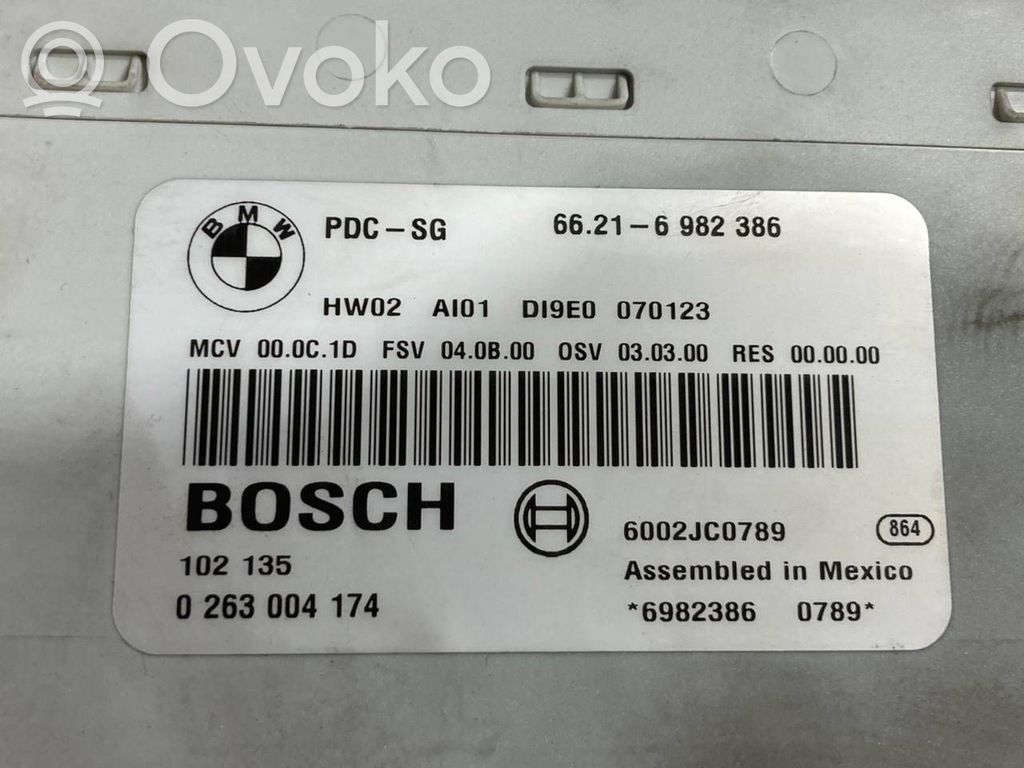 Ovoko
BMW
PDC-SG 66.21-6 982 386
HW02 AI01 DI9E0 070123
MCV 00.0C.1D FSV 04.0B.00 OSV 03.03.00 RES 00.00.00
BOSCH 6002JC0789 864
102 135 Assembled in Mexico
0 263 004 174 *6982386 0789*